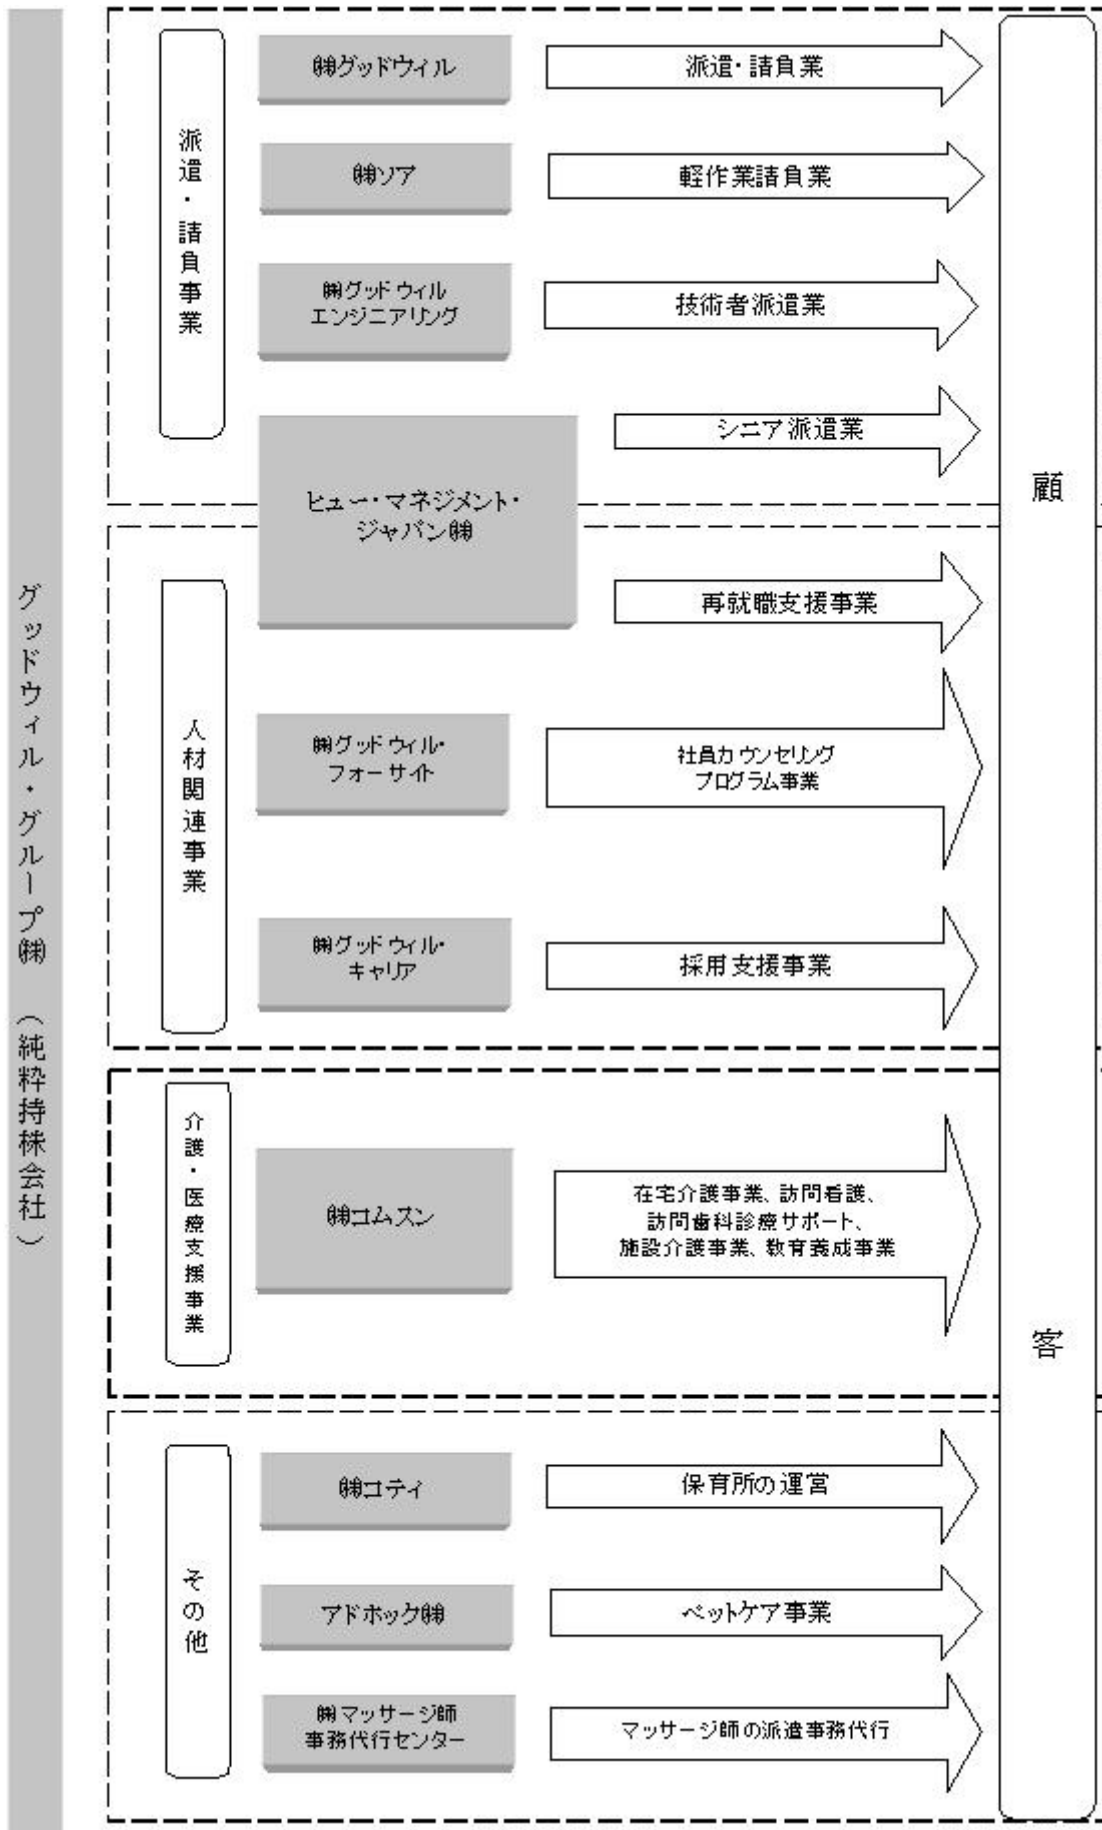 グッドウィル・グループ㈱　（純粋持株会社）
派遣・請負事業
㈱グッドウィル
派遣・請負業
㈱ソア
軽作業請負業
㈱グッドウィル
エンジニアリング
技術者派遣業
シニア派遣業
ヒュー・マネジメント・
ジャパン㈱
再就職支援事業
人材関連事業
㈱グッドウィル・
フォーサイト
社員カウンセリング
プログラム事業
㈱グッドウィル・
キャリア
採用支援事業
介護・医療支援事業
㈱コムスン
在宅介護事業、訪問看護、
訪問歯科診療サポート、
施設介護事業、教育養成事業
その他
㈱コティ
保育所の運営
アドホック㈱
ペットケア事業
㈱マッサージ師
事務代行センター
マッサージ師の派遣事務代行
顧客